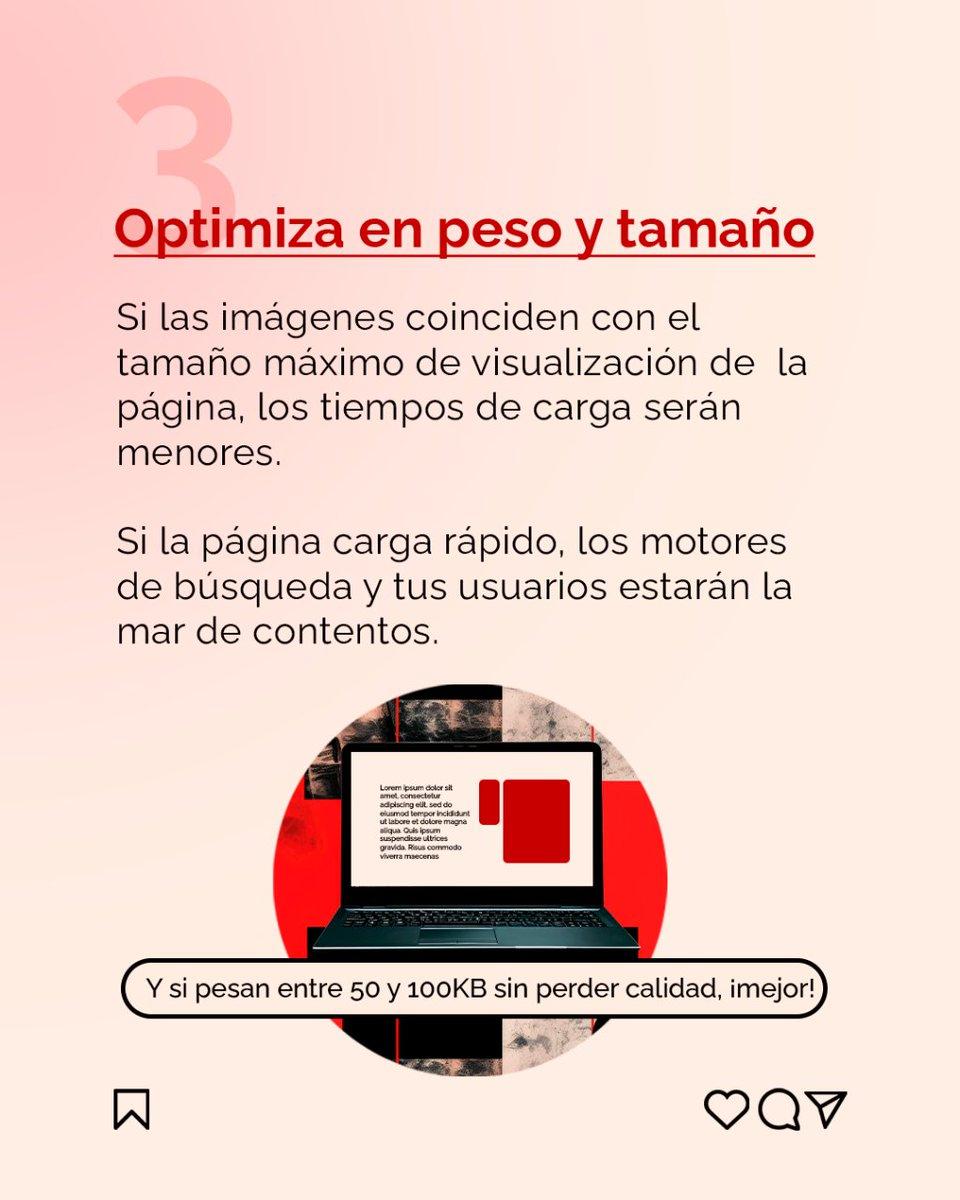 3
Optimiza en peso y tamaño
Si las imágenes coinciden con el
tamaño máximo de visualización de  la
página, los tiempos de carga serán
menores.
Si la página carga rápido, los motores
de búsqueda y tus usuarios estarán la
mar de contentos.
Lorem ipsum dolor sit
amet, consectetur
adipiscing elit, sed do
eiusmod tempor incididunt
ut labore et dolore magna
aliqua. Quis ipsum
suspendisse ultrices
gravida. Risus commodo
viverra maecenas
Y si pesan entre 50 y 100KB sin perder calidad, ¡mejor!